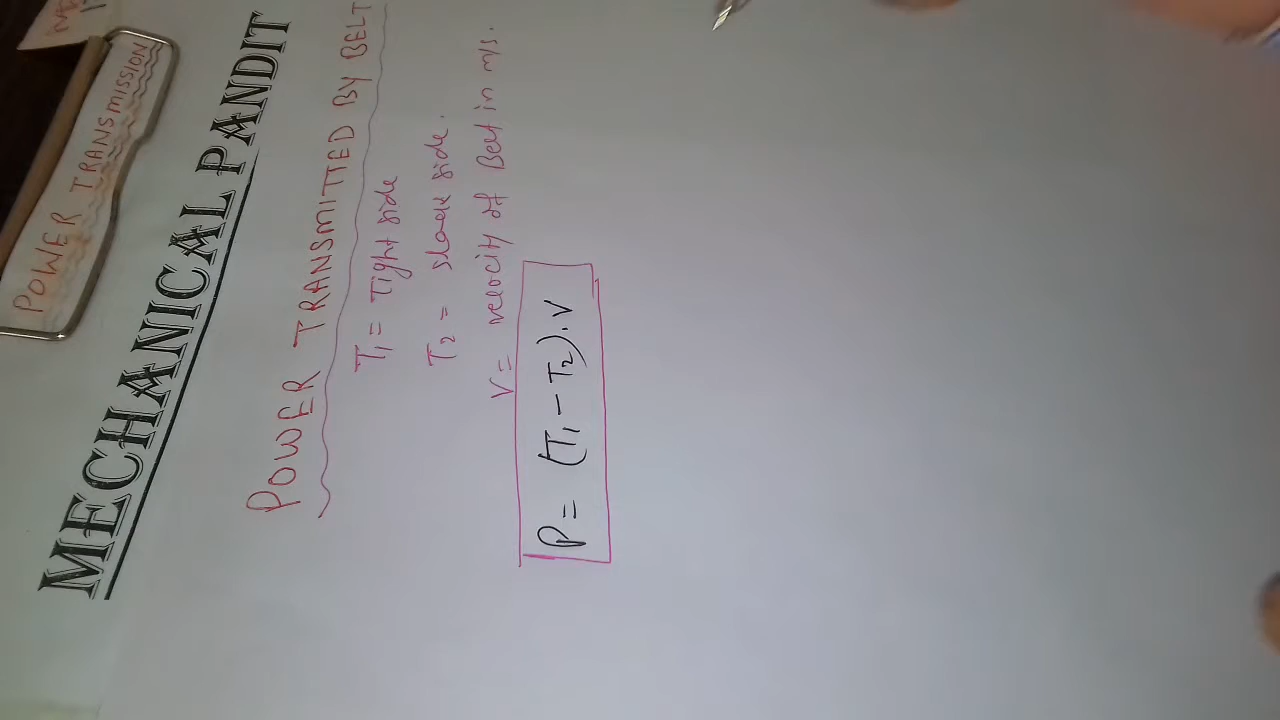 POWER TRANSMISSION
MECHANICAL PANDIT
POWER TRANSMITTED BY BELT
T₁ = Tight side
T₂ = slack side.
V = velocity of Belt in m/s.
P = (T₁ - T₂).V